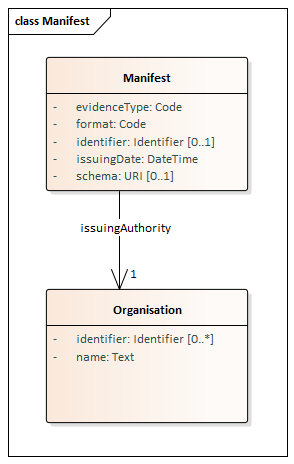 class Manifest
Manifest
- evidenceType: Code
- format: Code
- identifier: Identifier [0..1]
- issuingDate: DateTime
- schema: URI [0..1]
issuingAuthority
1
Organisation
- identifier: Identifier [0..*]
- name: Text